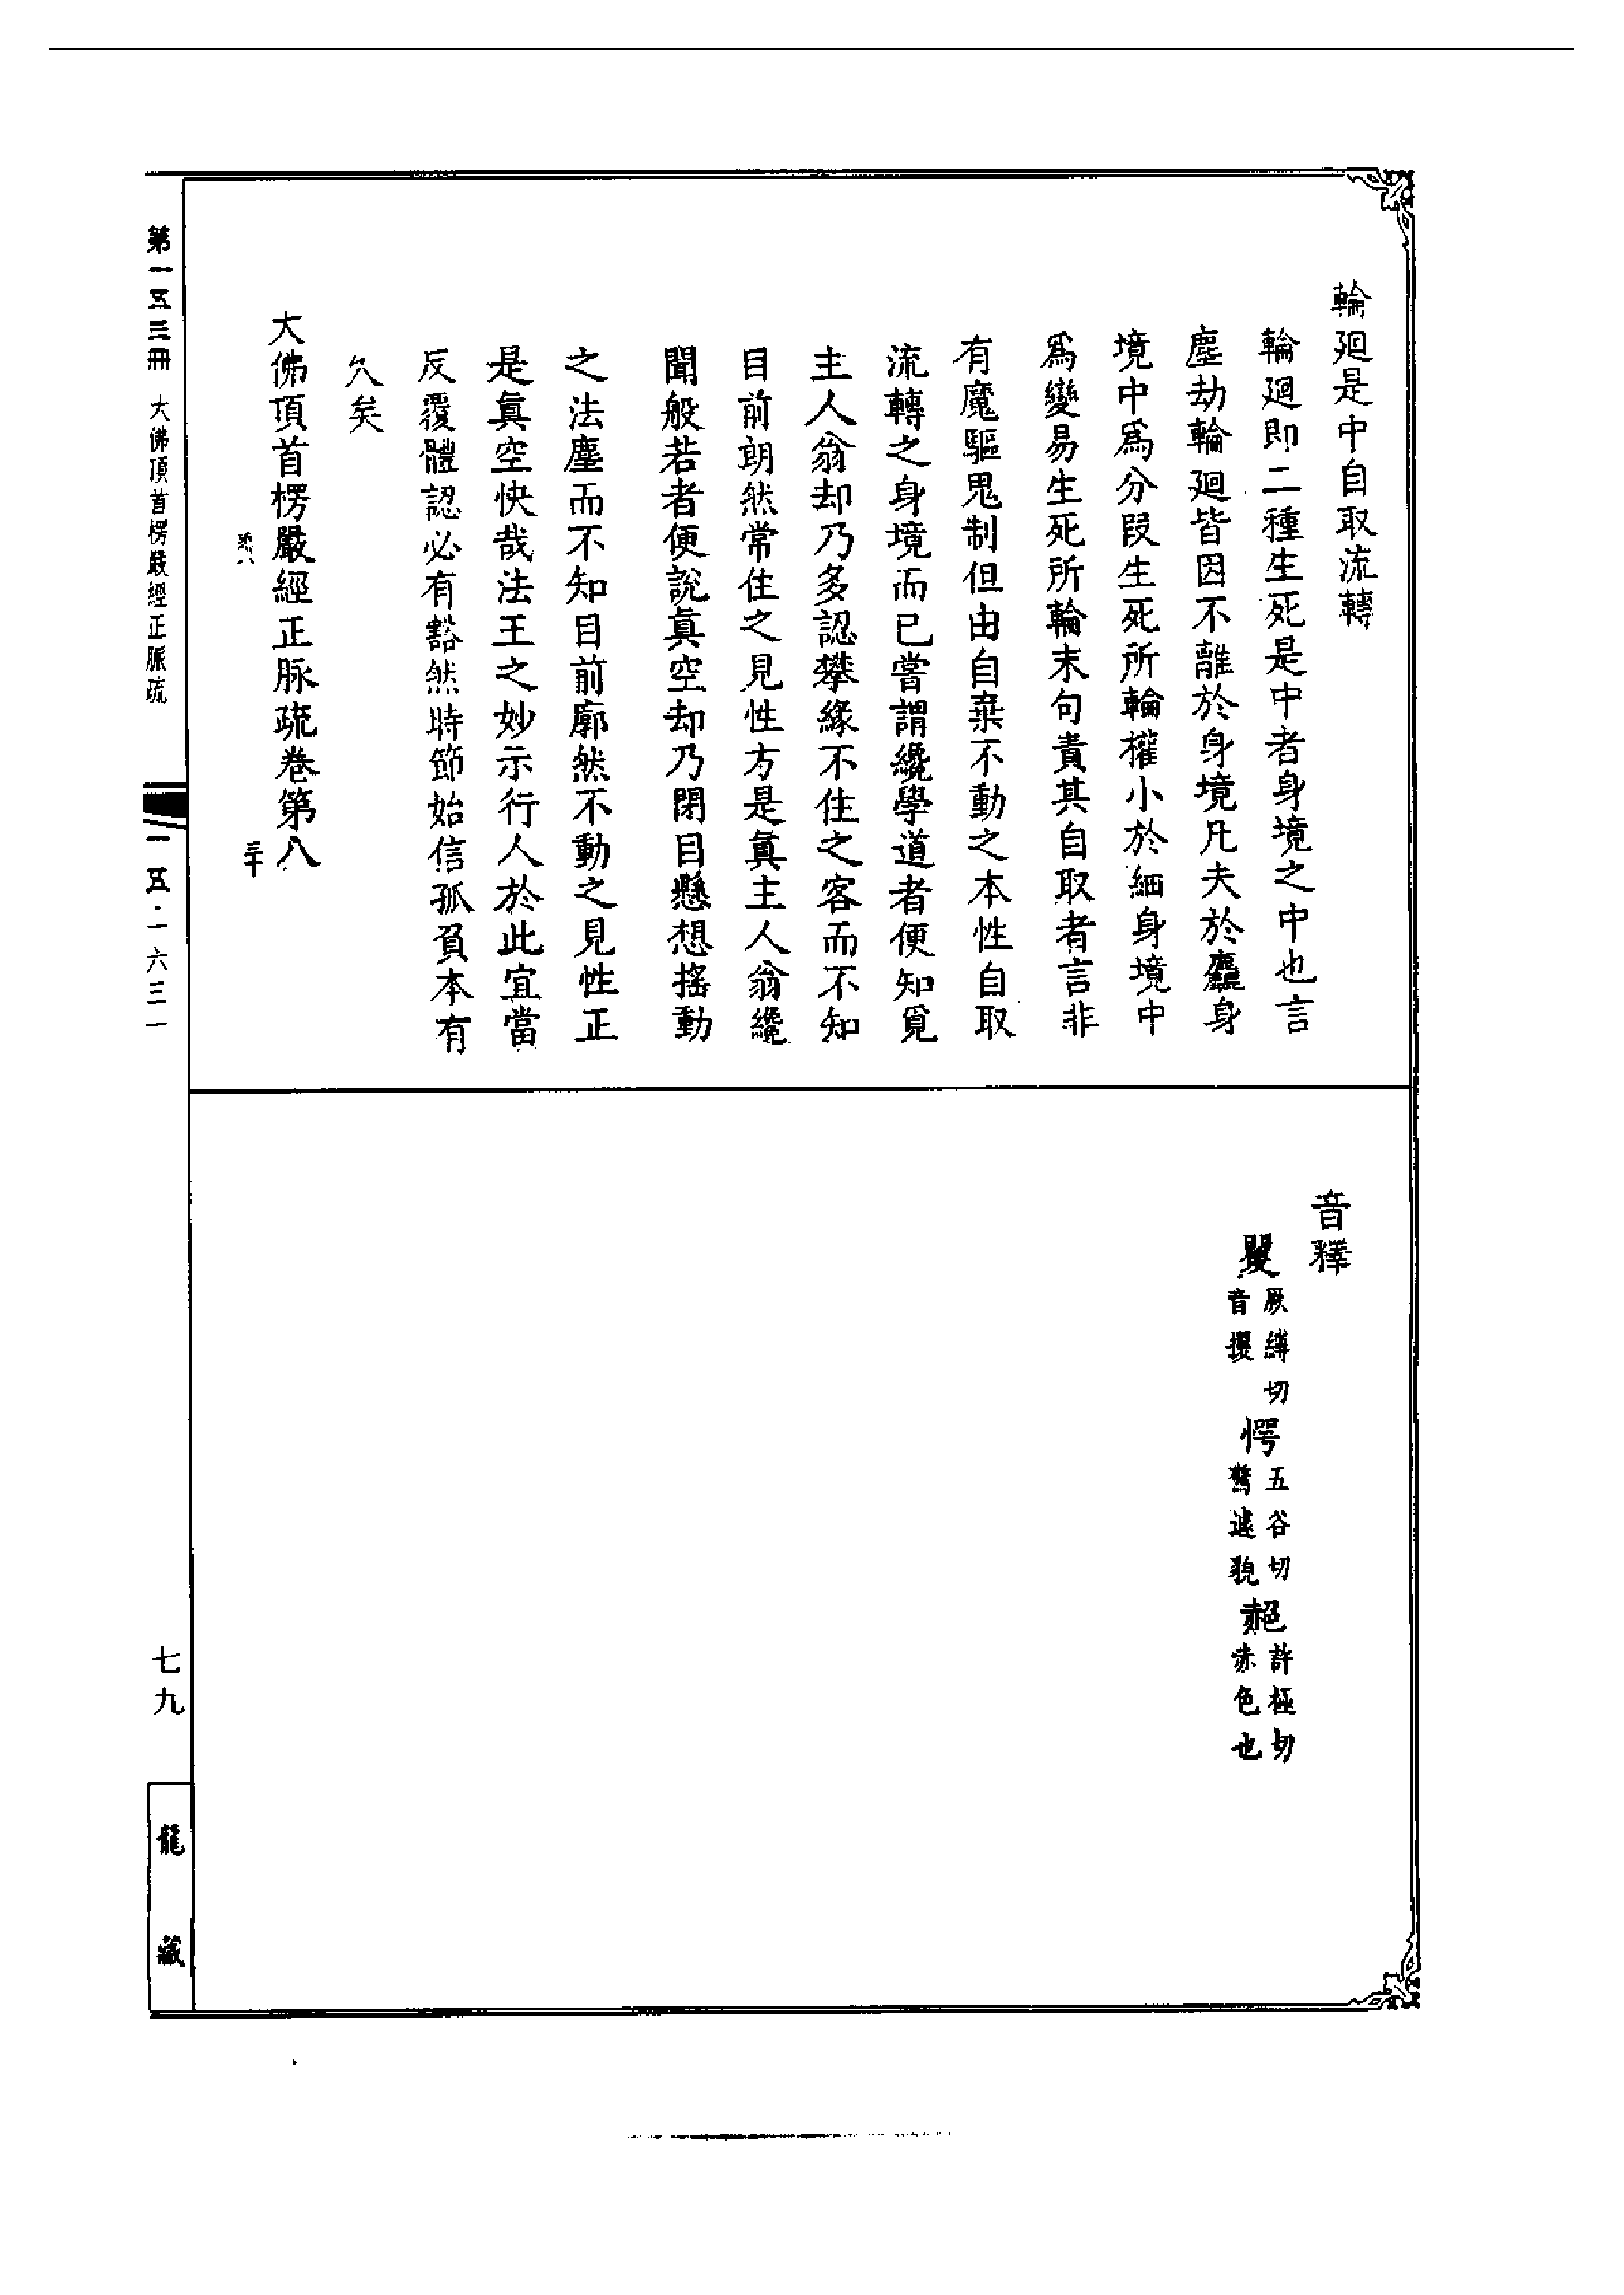 輪廻是中自取流轉
輪廻即二種生死是中者身境之中也言
塵劫輪廻皆因不離於身境凡夫於麤身
境中爲分段生死所輪權小於細身境中
爲變易生死所輪末句責其自取者言非
有魔驅鬼制但由自棄不動之本性自取
流轉之身境而已嘗謂纔學道者便知覓
主人翁却乃多認攀緣不住之客而不知
目前朗然常住之見性方是眞主人翁纔
聞般若者便說眞空却乃閉目懸想搖動
之法塵而不知目前廓然不動之見性正
是眞空快哉法王之妙示行人於此宜當
反覆體認必有豁然時節始信孤負本有
久矣
大佛頂首楞嚴經正脉疏卷第八
三十
音釋
矍 厥縛切 音攫 愕 五谷切 驚遽貌 赩 許極切 赤色也
第一五三冊 大佛頂首楞嚴經正脈疏
一五·一六三一
七九
龍藏